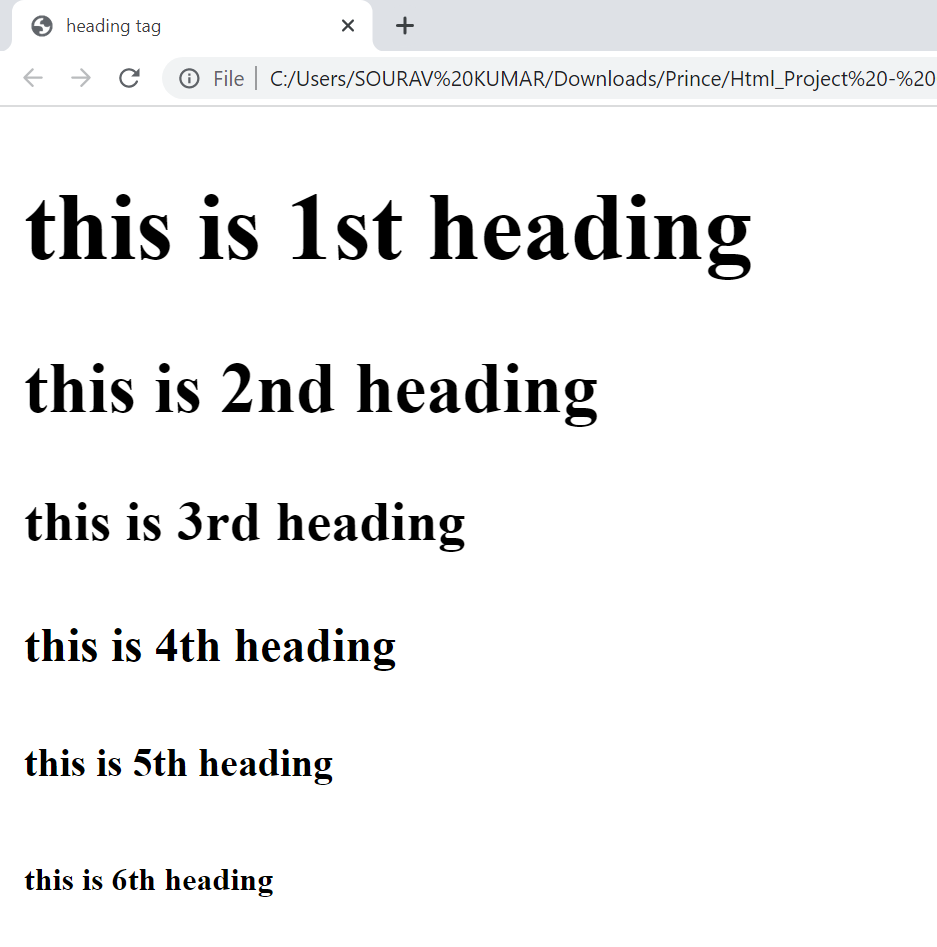 heading tag
File | C:/Users/SOURAV%20KUMAR/Downloads/Prince/Html_Project%20-%20
this is 1st heading
this is 2nd heading
this is 3rd heading
this is 4th heading
this is 5th heading
this is 6th heading